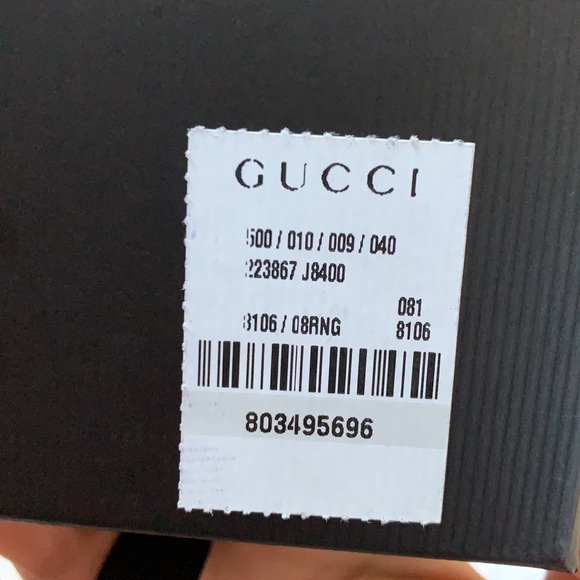 GUCCI
500 / 010 / 009 / 040
223867 J8400
081
8106 / 08RNG 8106
803495696